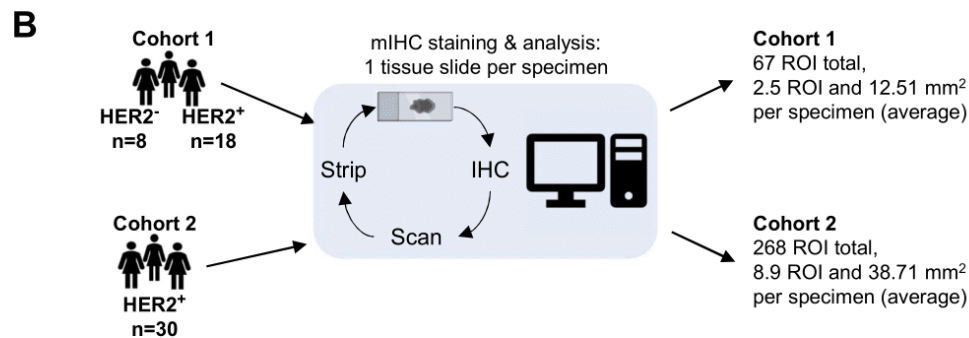 B
Cohort 1
HER2⁻ HER2⁺
n=8 n=18
Cohort 2
HER2⁺
n=30
mIHC staining & analysis:
1 tissue slide per specimen
Strip
IHC
Scan
Cohort 1
67 ROI total,
2.5 ROI and 12.51 mm²
per specimen (average)
Cohort 2
268 ROI total,
8.9 ROI and 38.71 mm²
per specimen (average)